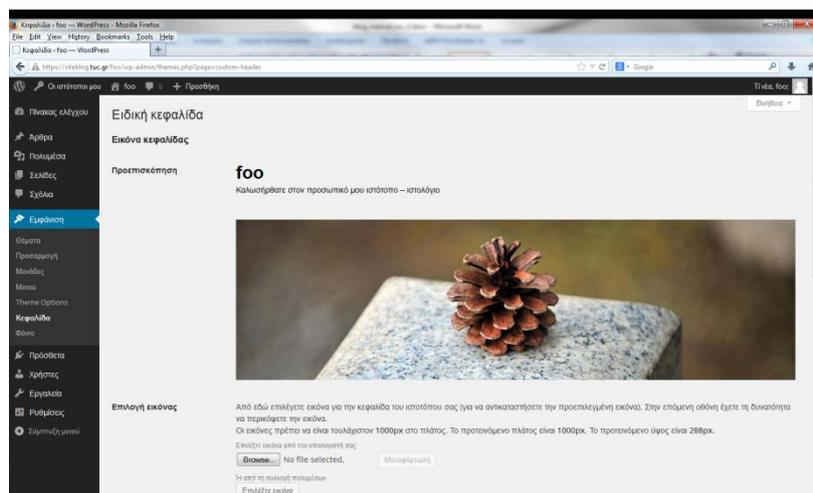 Κεφαλίδα ‹ foo — WordPress - Mozilla Firefox
File Edit View History Bookmarks Tools Help
Κεφαλίδα ‹ foo — WordPress +
https://siteblog.tuc.gr/foo/wp-admin/themes.php?page=custom-header
Google
Οι ιστότοποι μου foo 0 + Προσθήκη
Τί νέα, foo;
Βοήθεια
Πίνακας ελέγχου
Άρθρα
Πολυμέσα
Σελίδες
Σχόλια
Εμφάνιση
Θέματα
Προσαρμογή
Μονάδες
Μενού
Theme Options
Κεφαλίδα
Φόντο
Πρόσθετα
Χρήστες
Εργαλεία
Ρυθμίσεις
Σύμπτυξη μενού
Ειδική κεφαλίδα
Εικόνα κεφαλίδας
Προεπισκόπηση
foo
Καλωσήρθατε στον προσωπικό μου ιστότοπο – ιστολόγιο
Επιλογή εικόνας
Από εδώ επιλέγετε εικόνα για την κεφαλίδα του ιστοτόπου σας (για να αντικαταστήσετε την προεπιλεγμένη εικόνα). Στην επόμενη οθόνη έχετε τη δυνατότητα
να περικόψετε την εικόνα.
Οι εικόνες πρέπει να είναι τουλάχιστον 1000px στο πλάτος. Το προτεινόμενο πλάτος είναι 1000px. Το προτεινόμενο ύψος είναι 288px.
Επιλέξτε εικόνα από τον υπολογιστή σας
Browse... No file selected. Μεταφόρτωση
Ή από τη συλλογή πολυμέσων
Επιλέξτε εικόνα